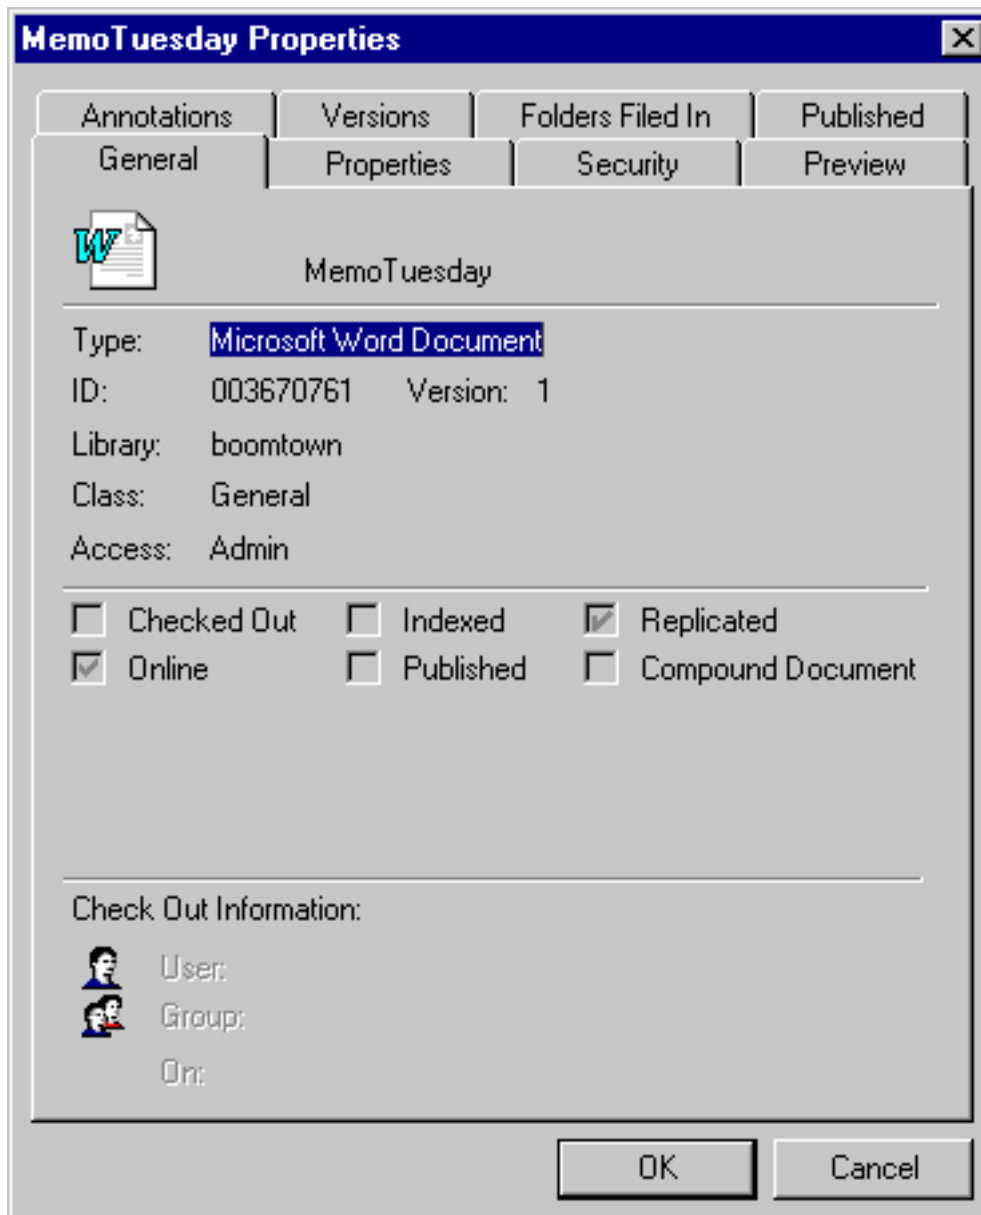 MemoTuesday Properties
Annotations Versions Folders Filed In Published
General Properties Security Preview
W
MemoTuesday
Type: Microsoft Word Document
ID: 003670761 Version: 1
Library: boomtown
Class: General
Access: Admin
Checked Out Indexed Replicated
Online Published Compound Document
Check Out Information:
User:
Group:
On:
OK Cancel